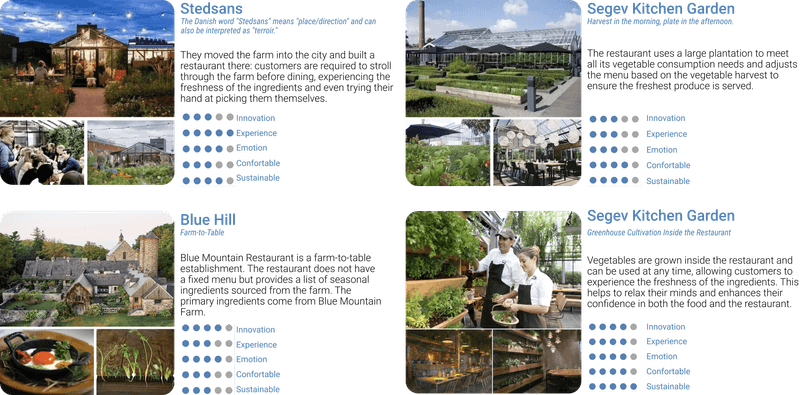 Stedsans
The Danish word "Stedsans" means "place/direction" and can
also be interpreted as "terroir."
They moved the farm into the city and built a
restaurant there: customers are required to stroll
through the farm before dining, experiencing the
freshness of the ingredients and even trying their
hand at picking them themselves.
Innovation
Experience
Emotion
Confortable
Sustainable
Segev Kitchen Garden
Harvest in the morning, plate in the afternoon.
The restaurant uses a large plantation to meet
all its vegetable consumption needs and adjusts
the menu based on the vegetable harvest to
ensure the freshest produce is served.
Innovation
Experience
Emotion
Confortable
Sustainable
Blue Hill
Farm-to-Table
Blue Mountain Restaurant is a farm-to-table
establishment. The restaurant does not have
a fixed menu but provides a list of seasonal
ingredients sourced from the farm. The
primary ingredients come from Blue Mountain
Farm.
Innovation
Experience
Emotion
Confortable
Sustainable
Segev Kitchen Garden
Greenhouse Cultivation Inside the Restaurant
Vegetables are grown inside the restaurant and
can be used at any time, allowing customers to
experience the freshness of the ingredients. This
helps to relax their minds and enhances their
confidence in both the food and the restaurant.
Innovation
Experience
Emotion
Confortable
Sustainable